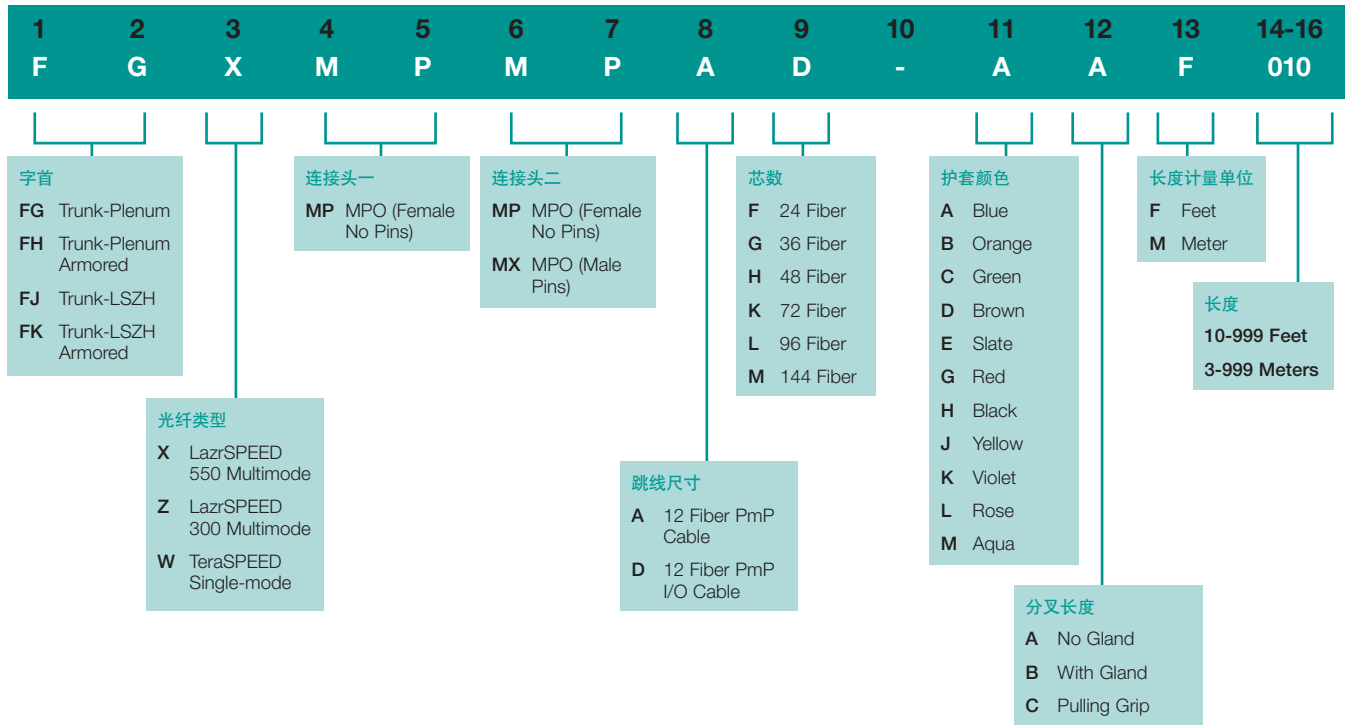 1 2 3 4 5 6 7 8 9 10 11 12 13 14-16
F G X M P M P A D - A A F 010
字首
FG Trunk-Plenum
FH Trunk-Plenum
Armored
FJ Trunk-LSZH
FK Trunk-LSZH
Armored
光纤类型
X LazrSPEED
550 Multimode
Z LazrSPEED
300 Multimode
W TeraSPEED
Single-mode
连接头一
MP MPO (Female
No Pins)
连接头二
MP MPO (Female
No Pins)
MX MPO (Male
Pins)
跳线尺寸
A 12 Fiber PmP
Cable
D 12 Fiber PmP
I/O Cable
芯数
F 24 Fiber
G 36 Fiber
H 48 Fiber
K 72 Fiber
L 96 Fiber
M 144 Fiber
护套颜色
A Blue
B Orange
C Green
D Brown
E Slate
G Red
H Black
J Yellow
K Violet
L Rose
M Aqua
分叉长度
A No Gland
B With Gland
C Pulling Grip
长度计量单位
F Feet
M Meter
长度
10-999 Feet
3-999 Meters